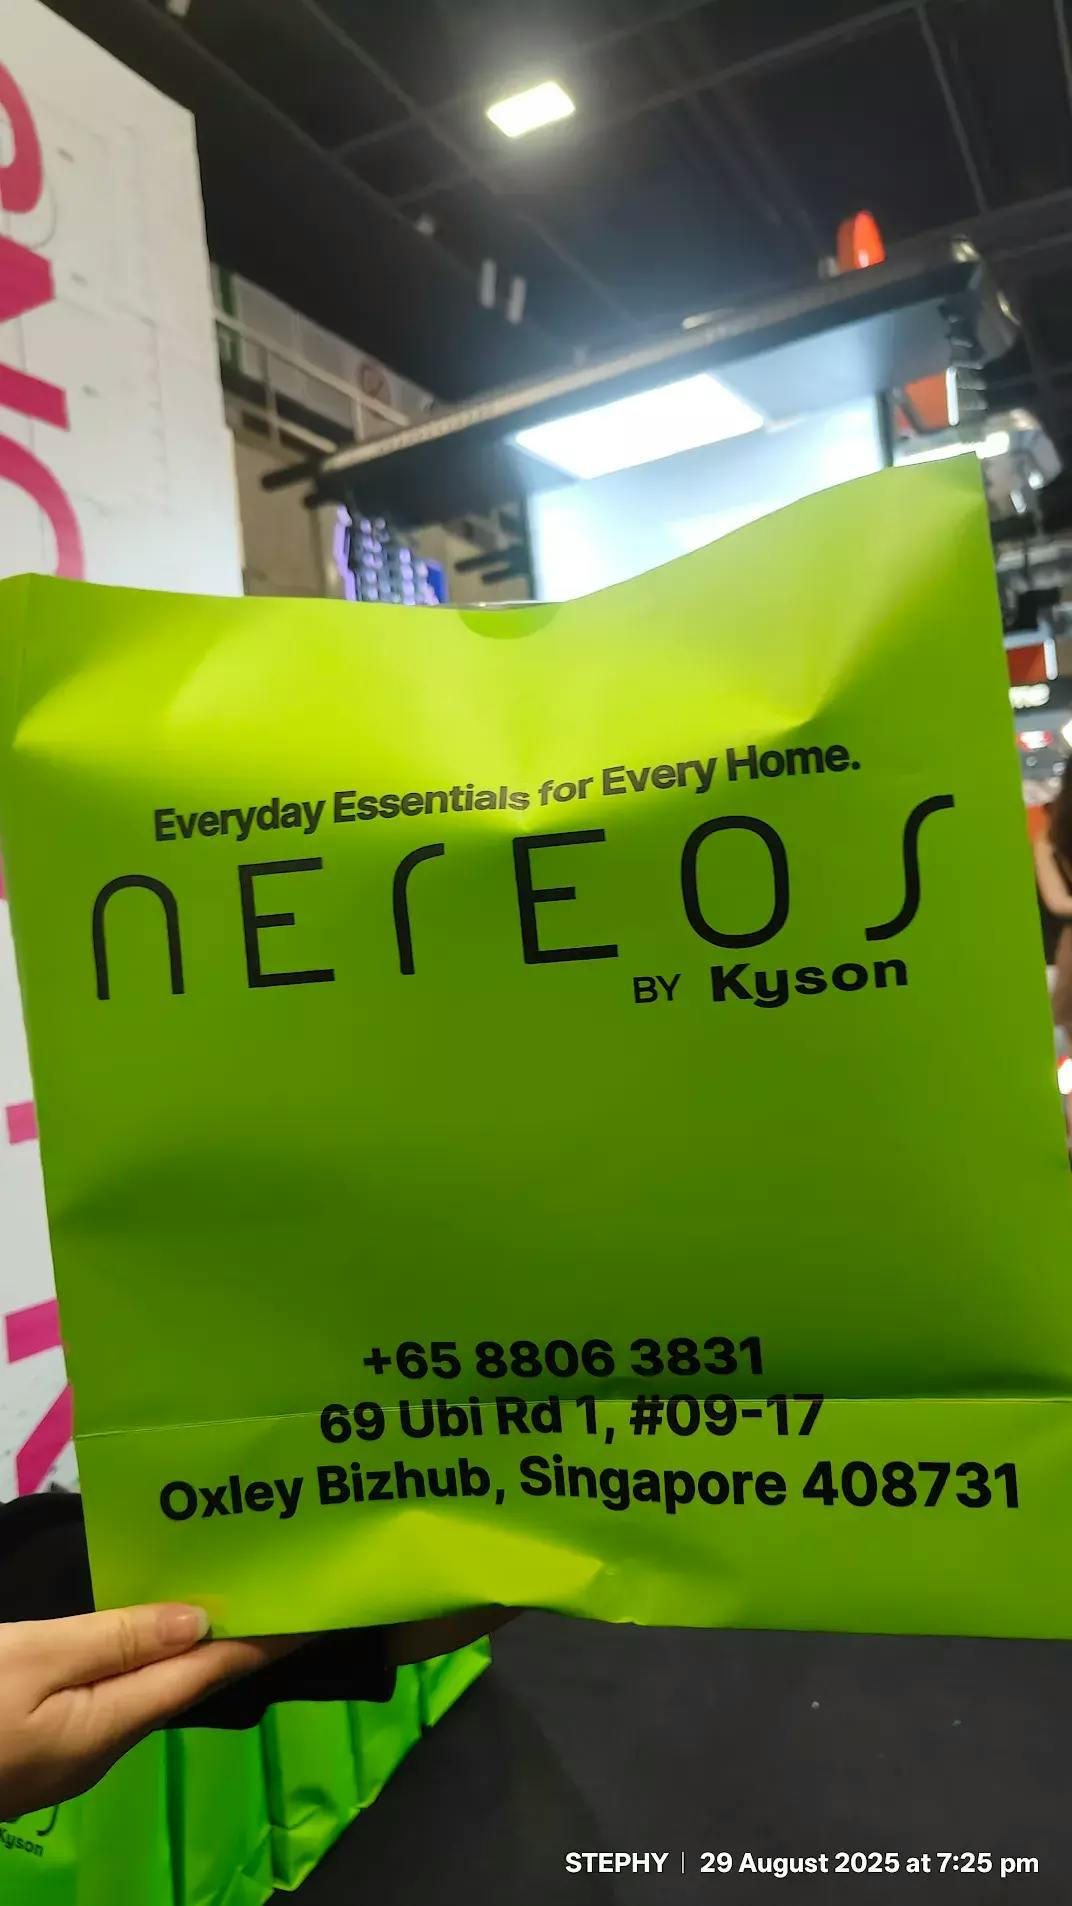 Everyday Essentials for Every Home.
nereos
BY Kyson
+65 8806 3831
69 Ubi Rd 1, #09-17
Oxley Bizhub, Singapore 408731
Kyson
STEPHY | 29 August 2025 at 7:25 pm